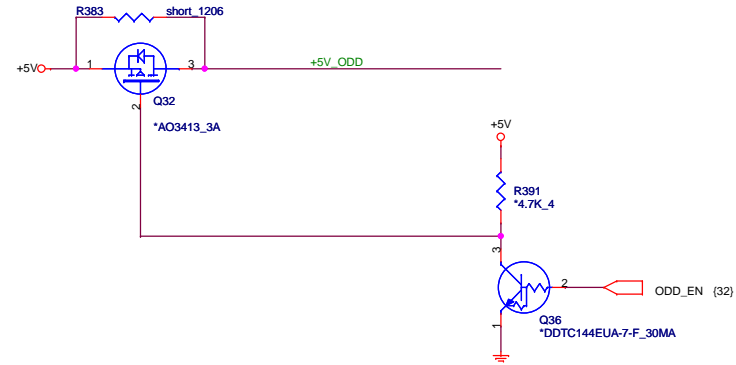 R383 short_1206
+5V
1
3
+5V_ODD
Q32
2
*AO3413_3A
+5V
R391
*4.7K_4
3
2
ODD_EN {32}
1
Q36
*DDTC144EUA-7-F_30MA